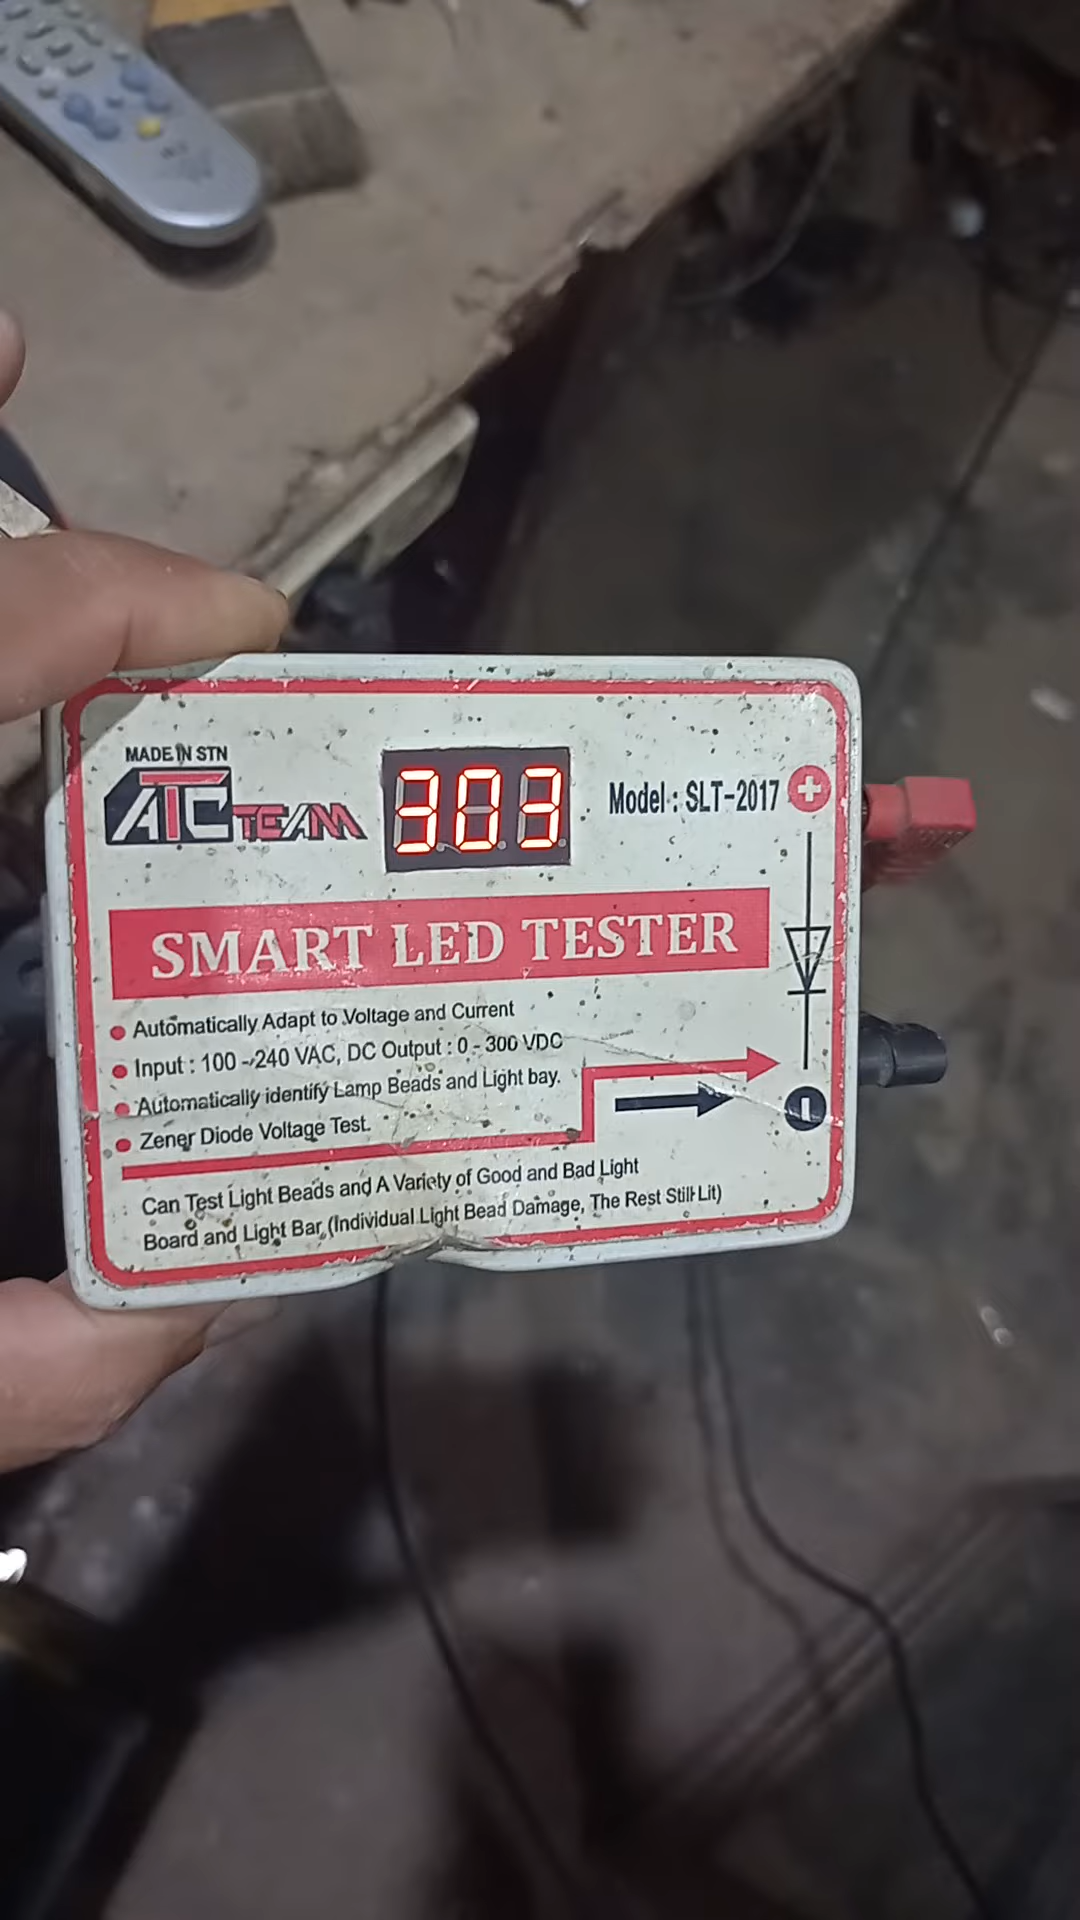 MADE IN STN
ATC TEAM
303
Model : SLT-2017
+
SMART LED TESTER
Automatically Adapt to Voltage and Current
Input : 100 ~240 VAC, DC Output : 0 - 300 VDC
Automatically identify Lamp Beads and Light bay.
Zener Diode Voltage Test.
Can Test Light Beads and A Variety of Good and Bad Light
Board and Light Bar (Individual Light Bead Damage, The Rest Still Lit)